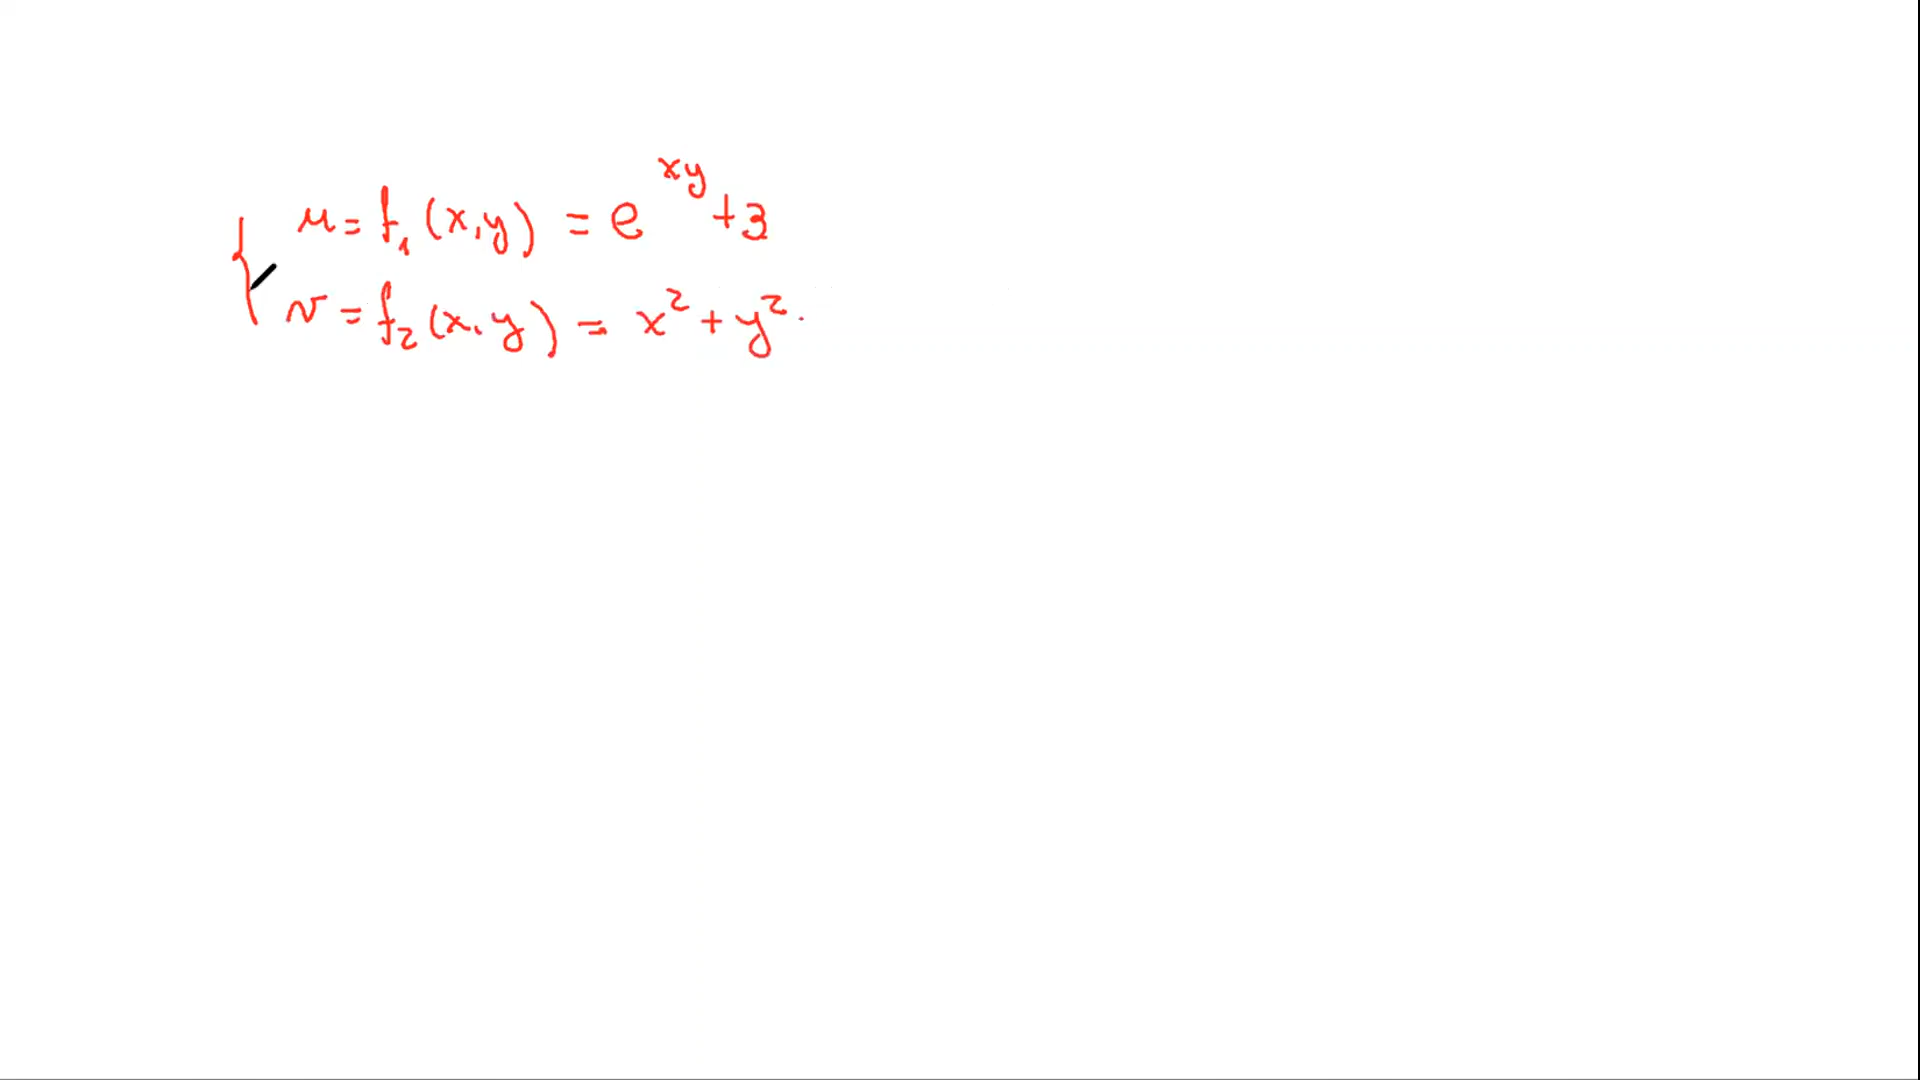 u = f₁(x,y) = e^{xy} + 3
v = f₂(x,y) = x² + y².